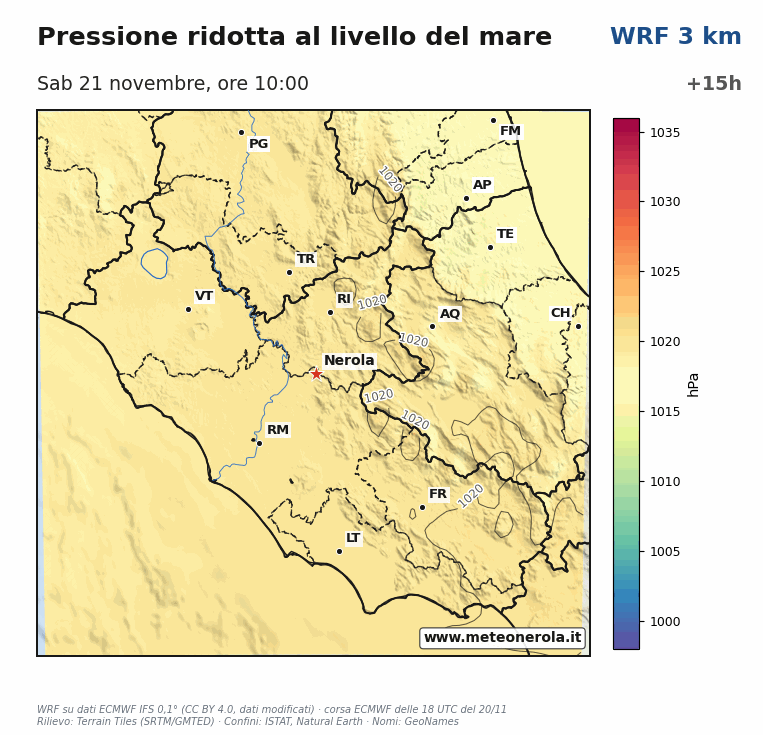 Pressione ridotta al livello del mare
WRF 3 km
Sab 21 novembre, ore 10:00
+15h
FM
PG
1020
AP
TE
TR
VT
RI
1020
AQ
CH
1020
Nerola
1020
1020
RM
FR
1020
LT
www.meteonerola.it
1035
1030
1025
1020
1015
1010
1005
1000
hPa
WRF su dati ECMWF IFS 0,1° (CC BY 4.0, dati modificati) · corsa ECMWF delle 18 UTC del 20/11
Rilievo: Terrain Tiles (SRTM/GMTED) · Confini: ISTAT, Natural Earth · Nomi: GeoNames